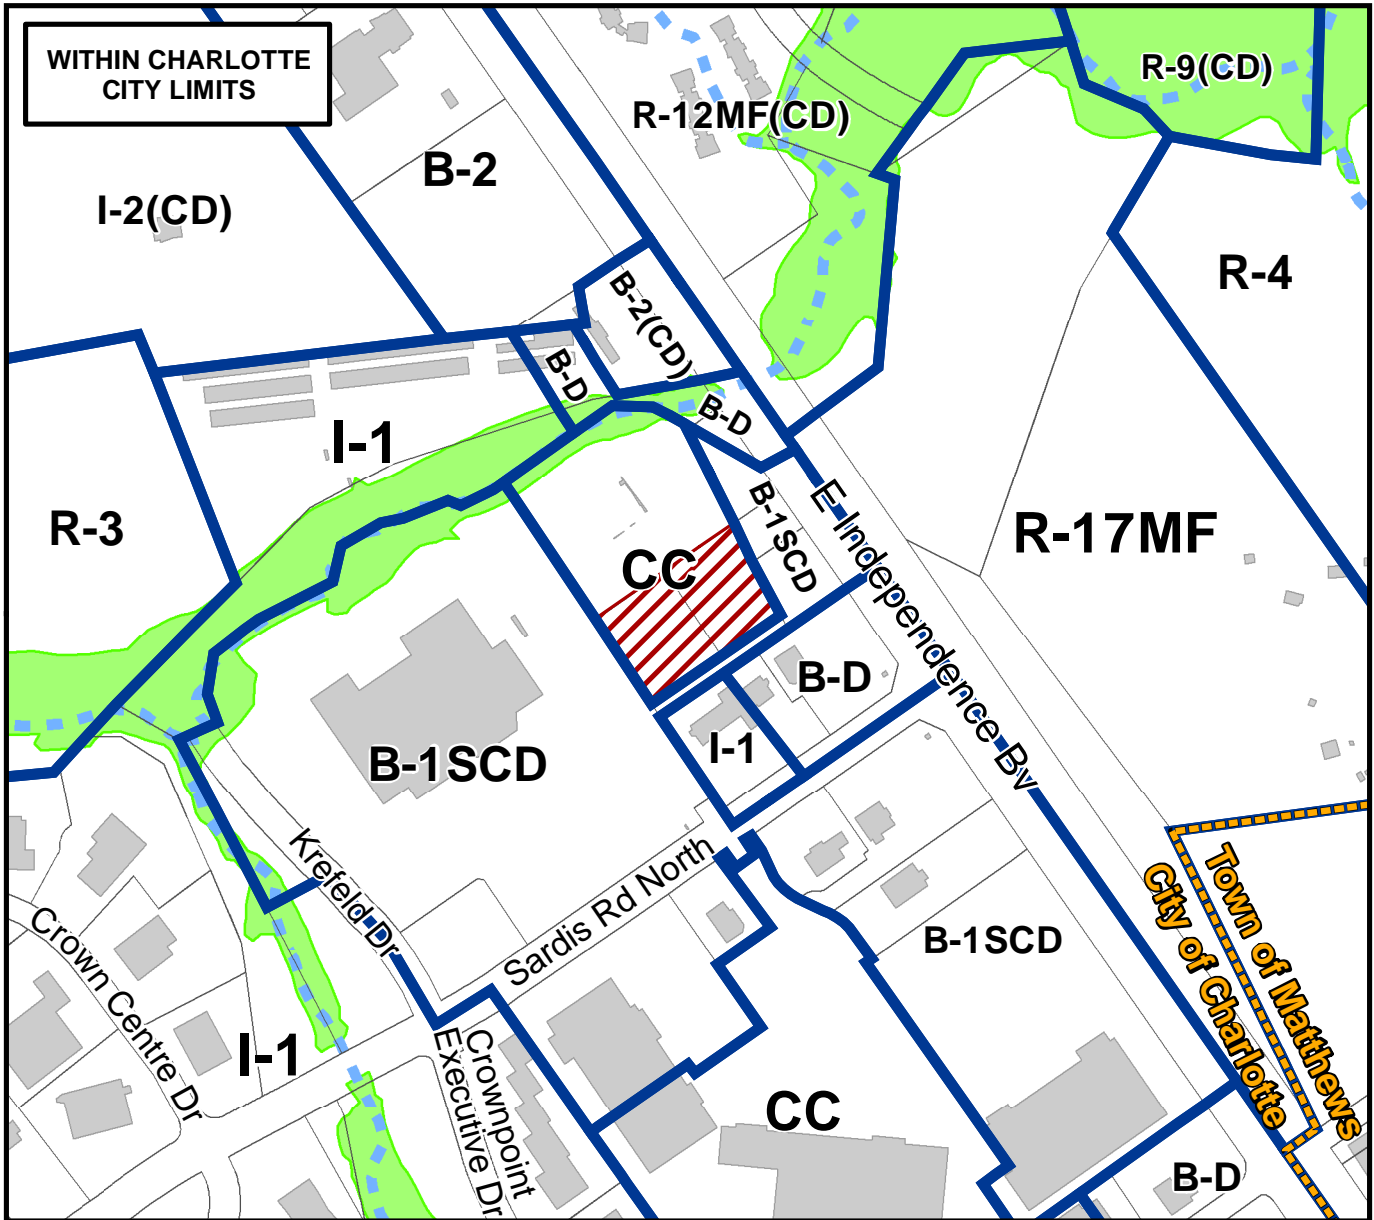 WITHIN CHARLOTTE
CITY LIMITS
R-9(CD)
R-12MF(CD)
B-2
I-2(CD)
R-4
B-2(CD)
B-D
B-D
I-1
R-3
B-1SCD
E Independence Bv
R-17MF
CC
B-D
I-1
B-1SCD
Krefeld Dr
Sardis Rd North
Town of Matthews
City of Charlotte
B-1SCD
Crown Centre Dr
I-1
Crownpoint
Executive Dr
CC
B-D